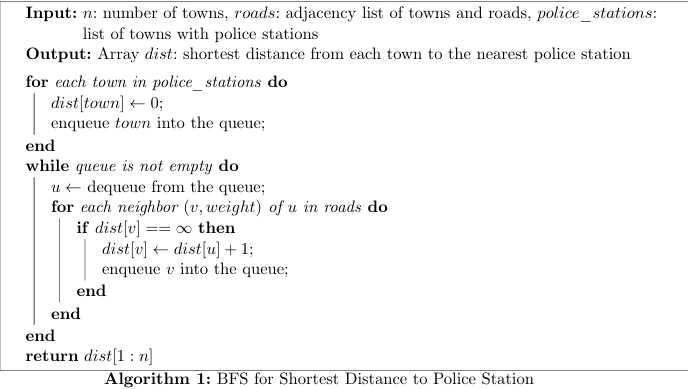 Input: n: number of towns, roads: adjacency list of towns and roads, police_stations:
list of towns with police stations
Output: Array dist: shortest distance from each town to the nearest police station
for each town in police_stations do
dist[town] ← 0;
enqueue town into the queue;
end
while queue is not empty do
u ← dequeue from the queue;
for each neighbor (v, weight) of u in roads do
if dist[v] == ∞ then
dist[v] ← dist[u] + 1;
enqueue v into the queue;
end
end
end
return dist[1 : n]
Algorithm 1: BFS for Shortest Distance to Police Station